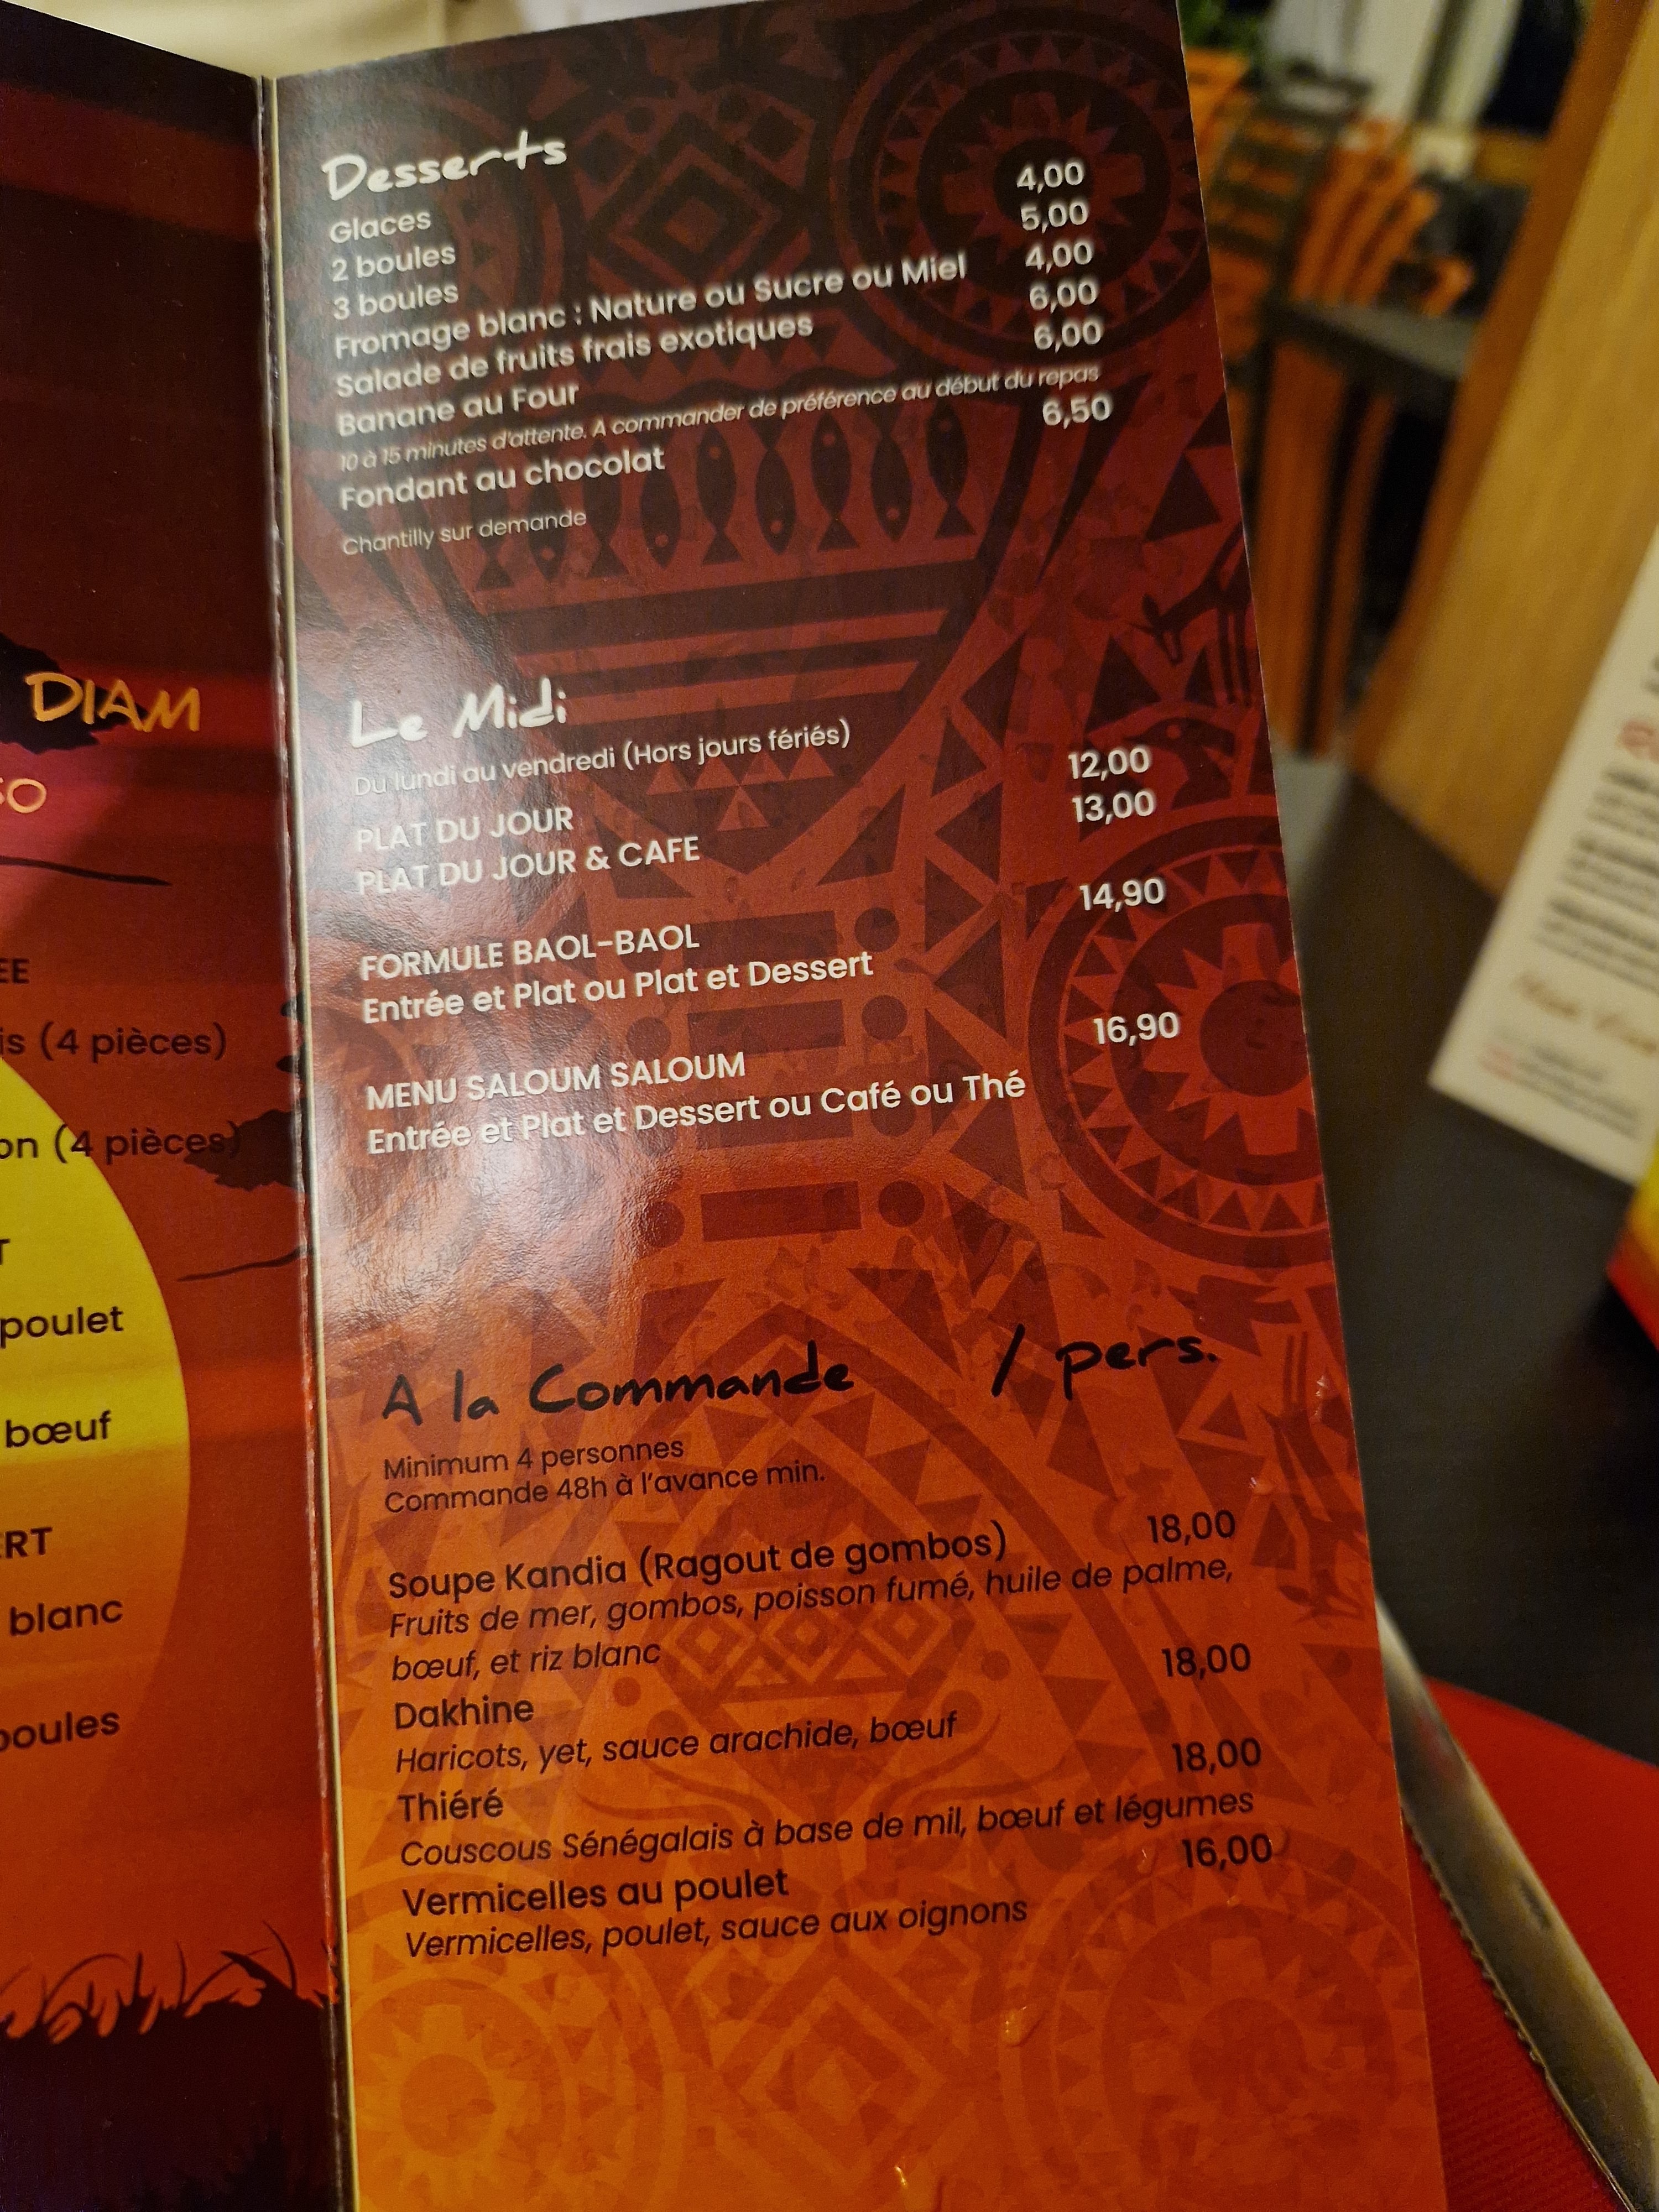 DIAM
SO
EE
is (4 pièces)
on (4 pièces)
T
poulet
bœuf
ERT
blanc
boules
Desserts
Glaces
2 boules 4,00
3 boules 5,00
Fromage blanc : Nature ou Sucre ou Miel 4,00
Salade de fruits frais exotiques 6,00
Banane au Four 6,00
10 à 15 minutes d'attente. A commander de préférence au début du repas
Fondant au chocolat 6,50
Chantilly sur demande
Le Midi
Du lundi au vendredi (Hors jours fériés)
PLAT DU JOUR 12,00
PLAT DU JOUR & CAFE 13,00
FORMULE BAOL-BAOL 14,90
Entrée et Plat ou Plat et Dessert
MENU SALOUM SALOUM 16,90
Entrée et Plat et Dessert ou Café ou Thé
A la Commande / pers.
Minimum 4 personnes
Commande 48h à l'avance min.
Soupe Kandia (Ragout de gombos) 18,00
Fruits de mer, gombos, poisson fumé, huile de palme,
bœuf, et riz blanc
Dakhine 18,00
Haricots, yet, sauce arachide, bœuf
Thiéré 18,00
Couscous Sénégalais à base de mil, bœuf et légumes
Vermicelles au poulet 16,00
Vermicelles, poulet, sauce aux oignons